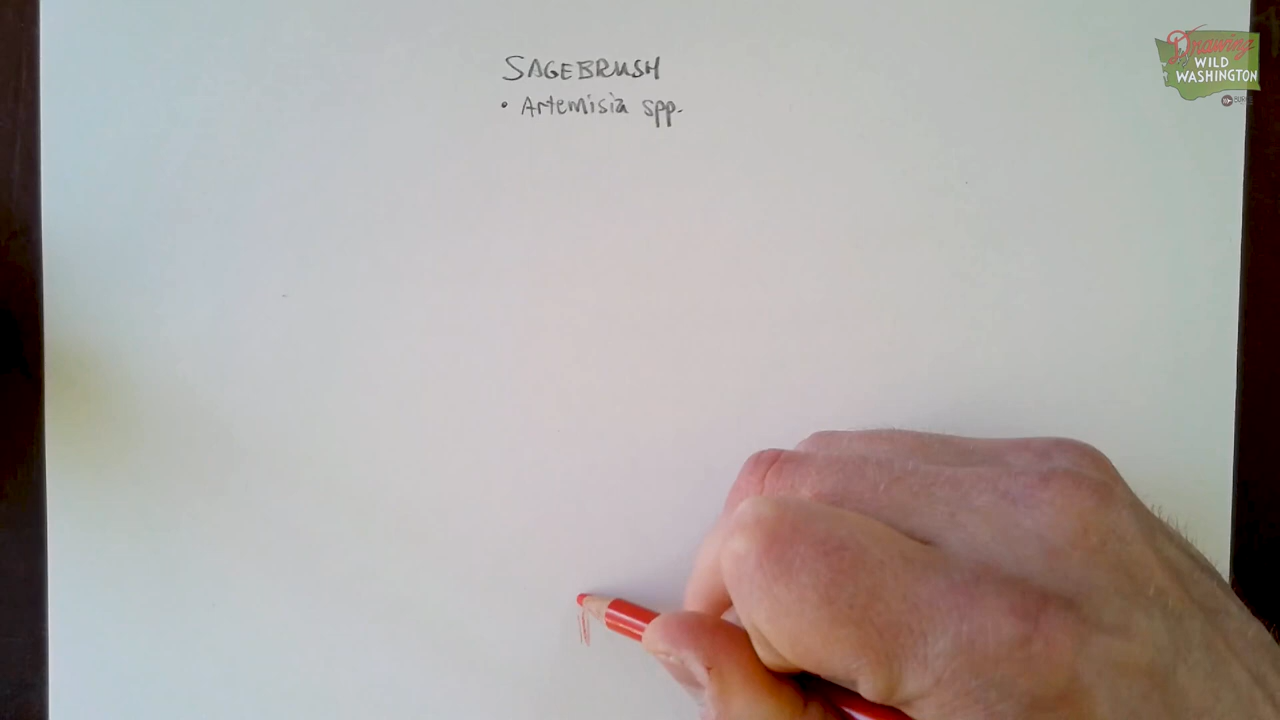 SAGEBRUSH
• Artemisia spp.
Drawing
WILD
WASHINGTON